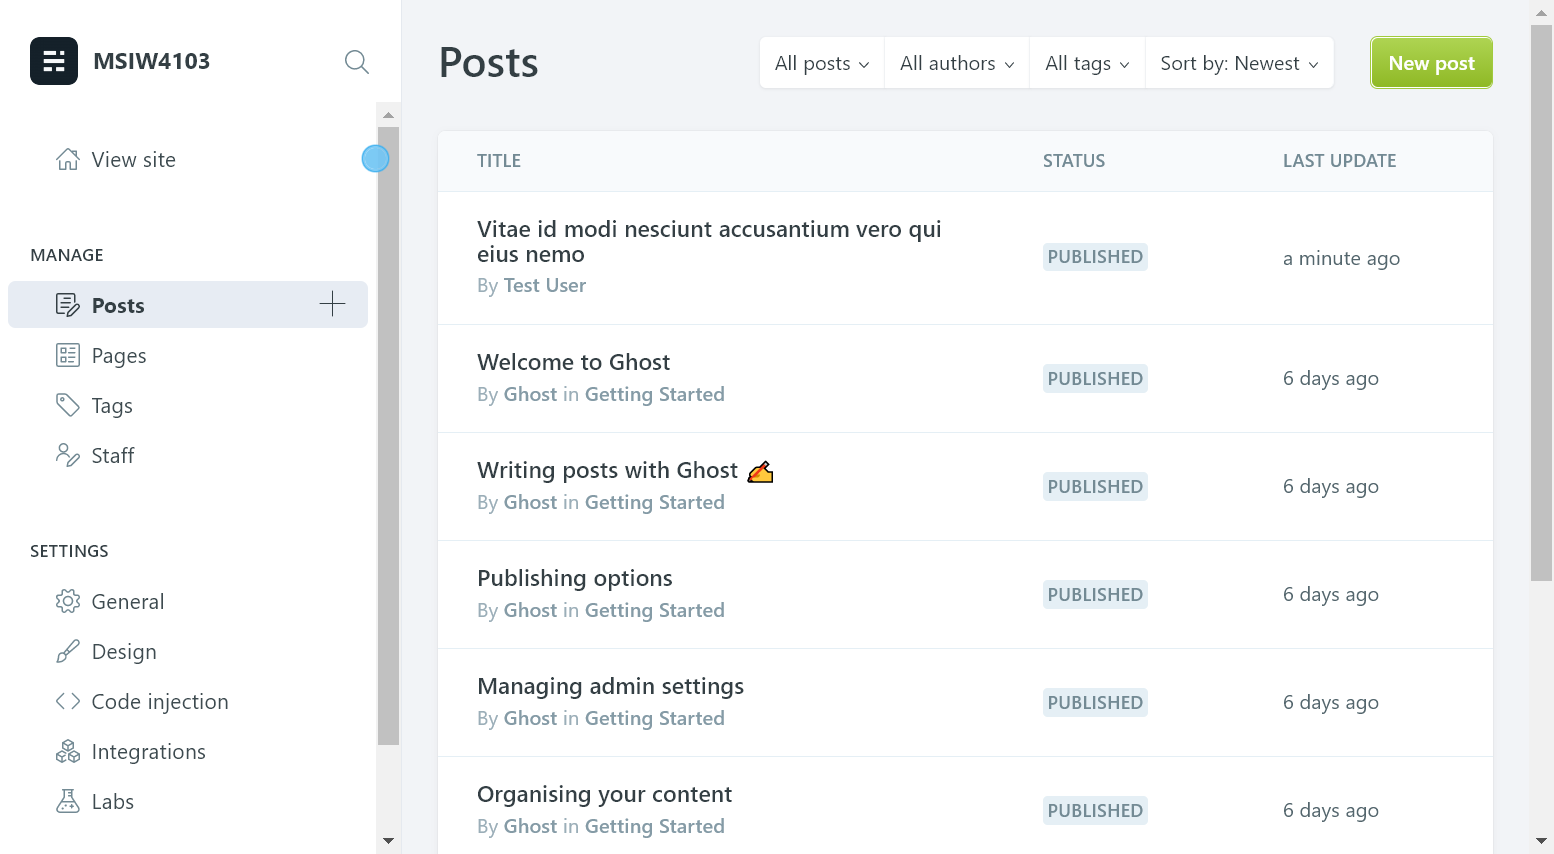 MSIW4103
View site
MANAGE
Posts
Pages
Tags
Staff
SETTINGS
General
Design
Code injection
Integrations
Labs
Posts
All posts
All authors
All tags
Sort by: Newest
New post
TITLE STATUS LAST UPDATE
Vitae id modi nesciunt accusantium vero qui
eius nemo
By Test User
PUBLISHED
a minute ago
Welcome to Ghost
By Ghost in Getting Started
PUBLISHED
6 days ago
Writing posts with Ghost ✍️
By Ghost in Getting Started
PUBLISHED
6 days ago
Publishing options
By Ghost in Getting Started
PUBLISHED
6 days ago
Managing admin settings
By Ghost in Getting Started
PUBLISHED
6 days ago
Organising your content
By Ghost in Getting Started
PUBLISHED
6 days ago